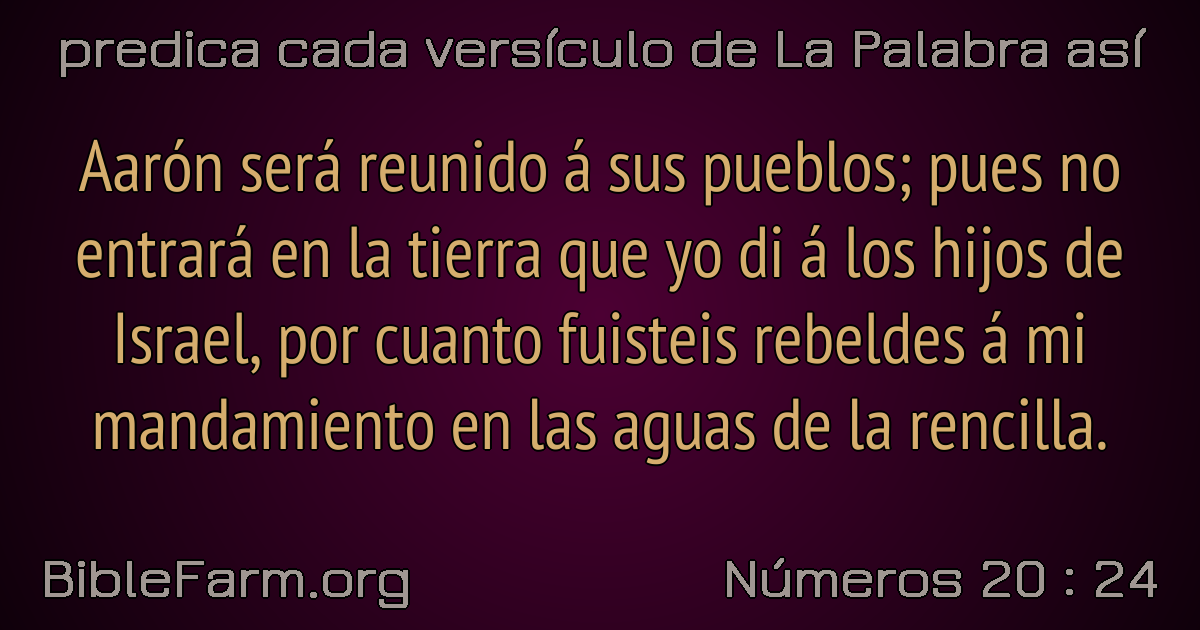 predica cada versículo de La Palabra así
Aarón será reunido á sus pueblos; pues no
entrará en la tierra que yo di á los hijos de
Israel, por cuanto fuisteis rebeldes á mi
mandamiento en las aguas de la rencilla.
BibleFarm.org
Números 20 : 24